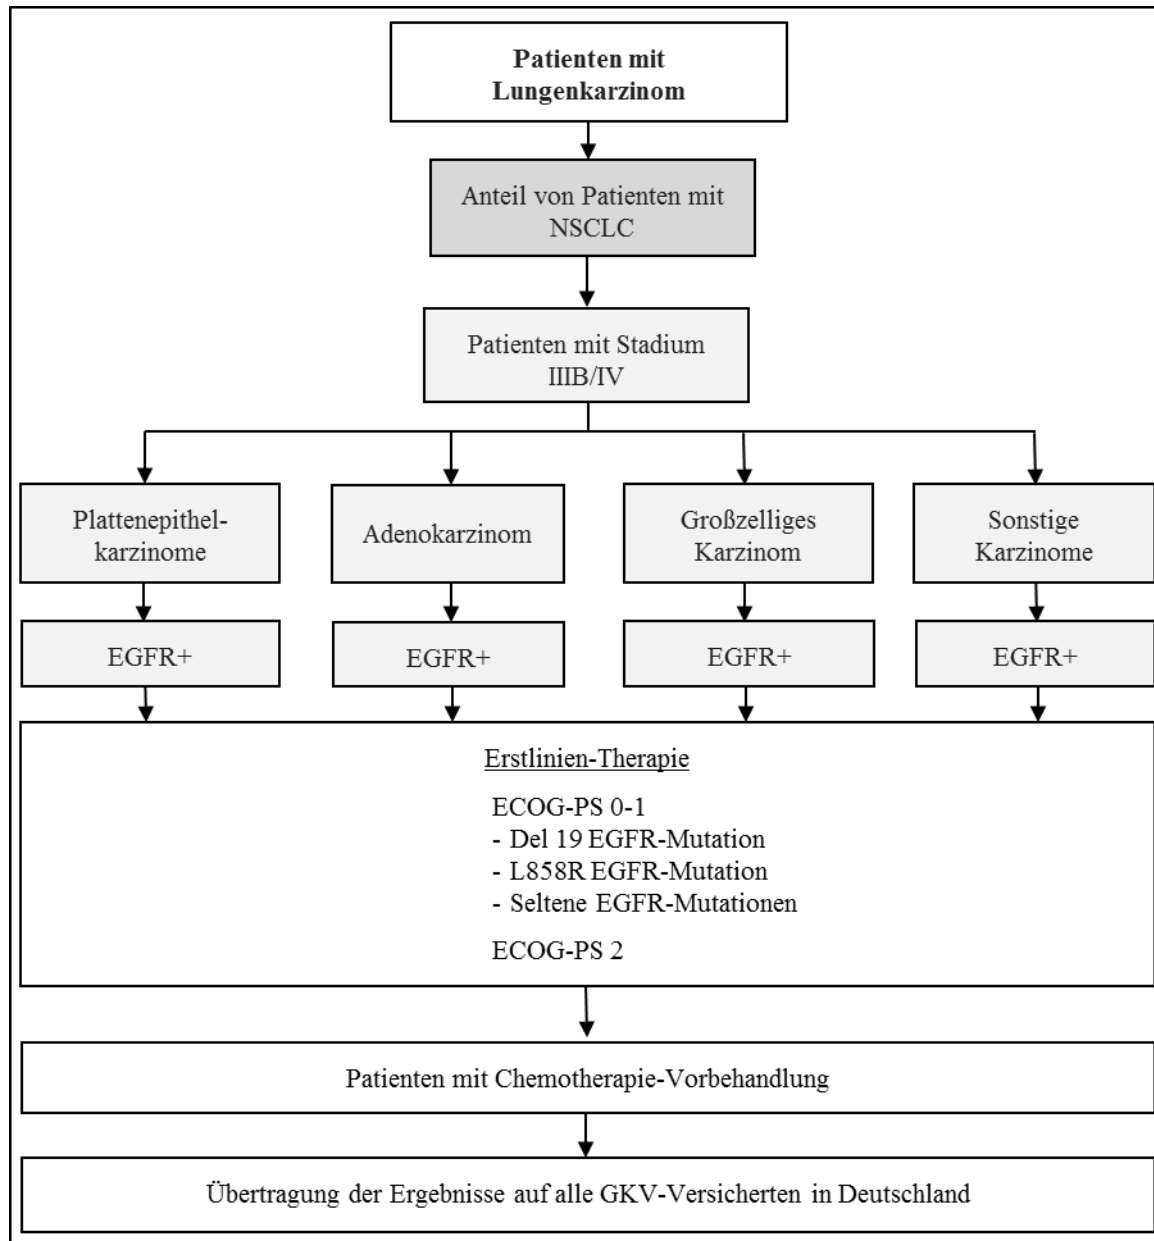 Patienten mit
Lungenkarzinom
Anteil von Patienten mit
NSCLC
Patienten mit Stadium
IIIB/IV
Plattenepithel-
karzinome
Adenokarzinom
Großzelliges
Karzinom
Sonstige
Karzinome
EGFR+
EGFR+
EGFR+
EGFR+
Erstlinien-Therapie
ECOG-PS 0-1
- Del 19 EGFR-Mutation
- L858R EGFR-Mutation
- Seltene EGFR-Mutationen
ECOG-PS 2
Patienten mit Chemotherapie-Vorbehandlung
Übertragung der Ergebnisse auf alle GKV-Versicherten in Deutschland